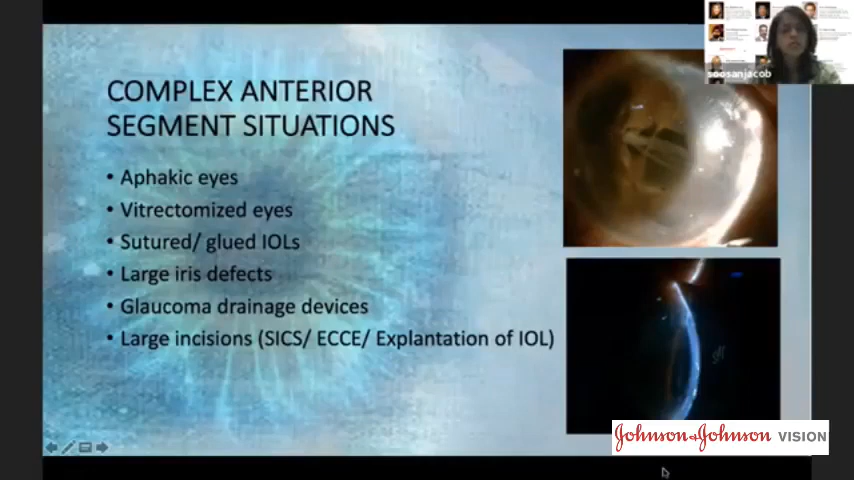 soosanjacob
COMPLEX ANTERIOR
SEGMENT SITUATIONS
• Aphakic eyes
• Vitrectomized eyes
• Sutured/ glued IOLs
• Large iris defects
• Glaucoma drainage devices
• Large incisions (SICS/ ECCE/ Explantation of IOL)
Johnson & Johnson VISION